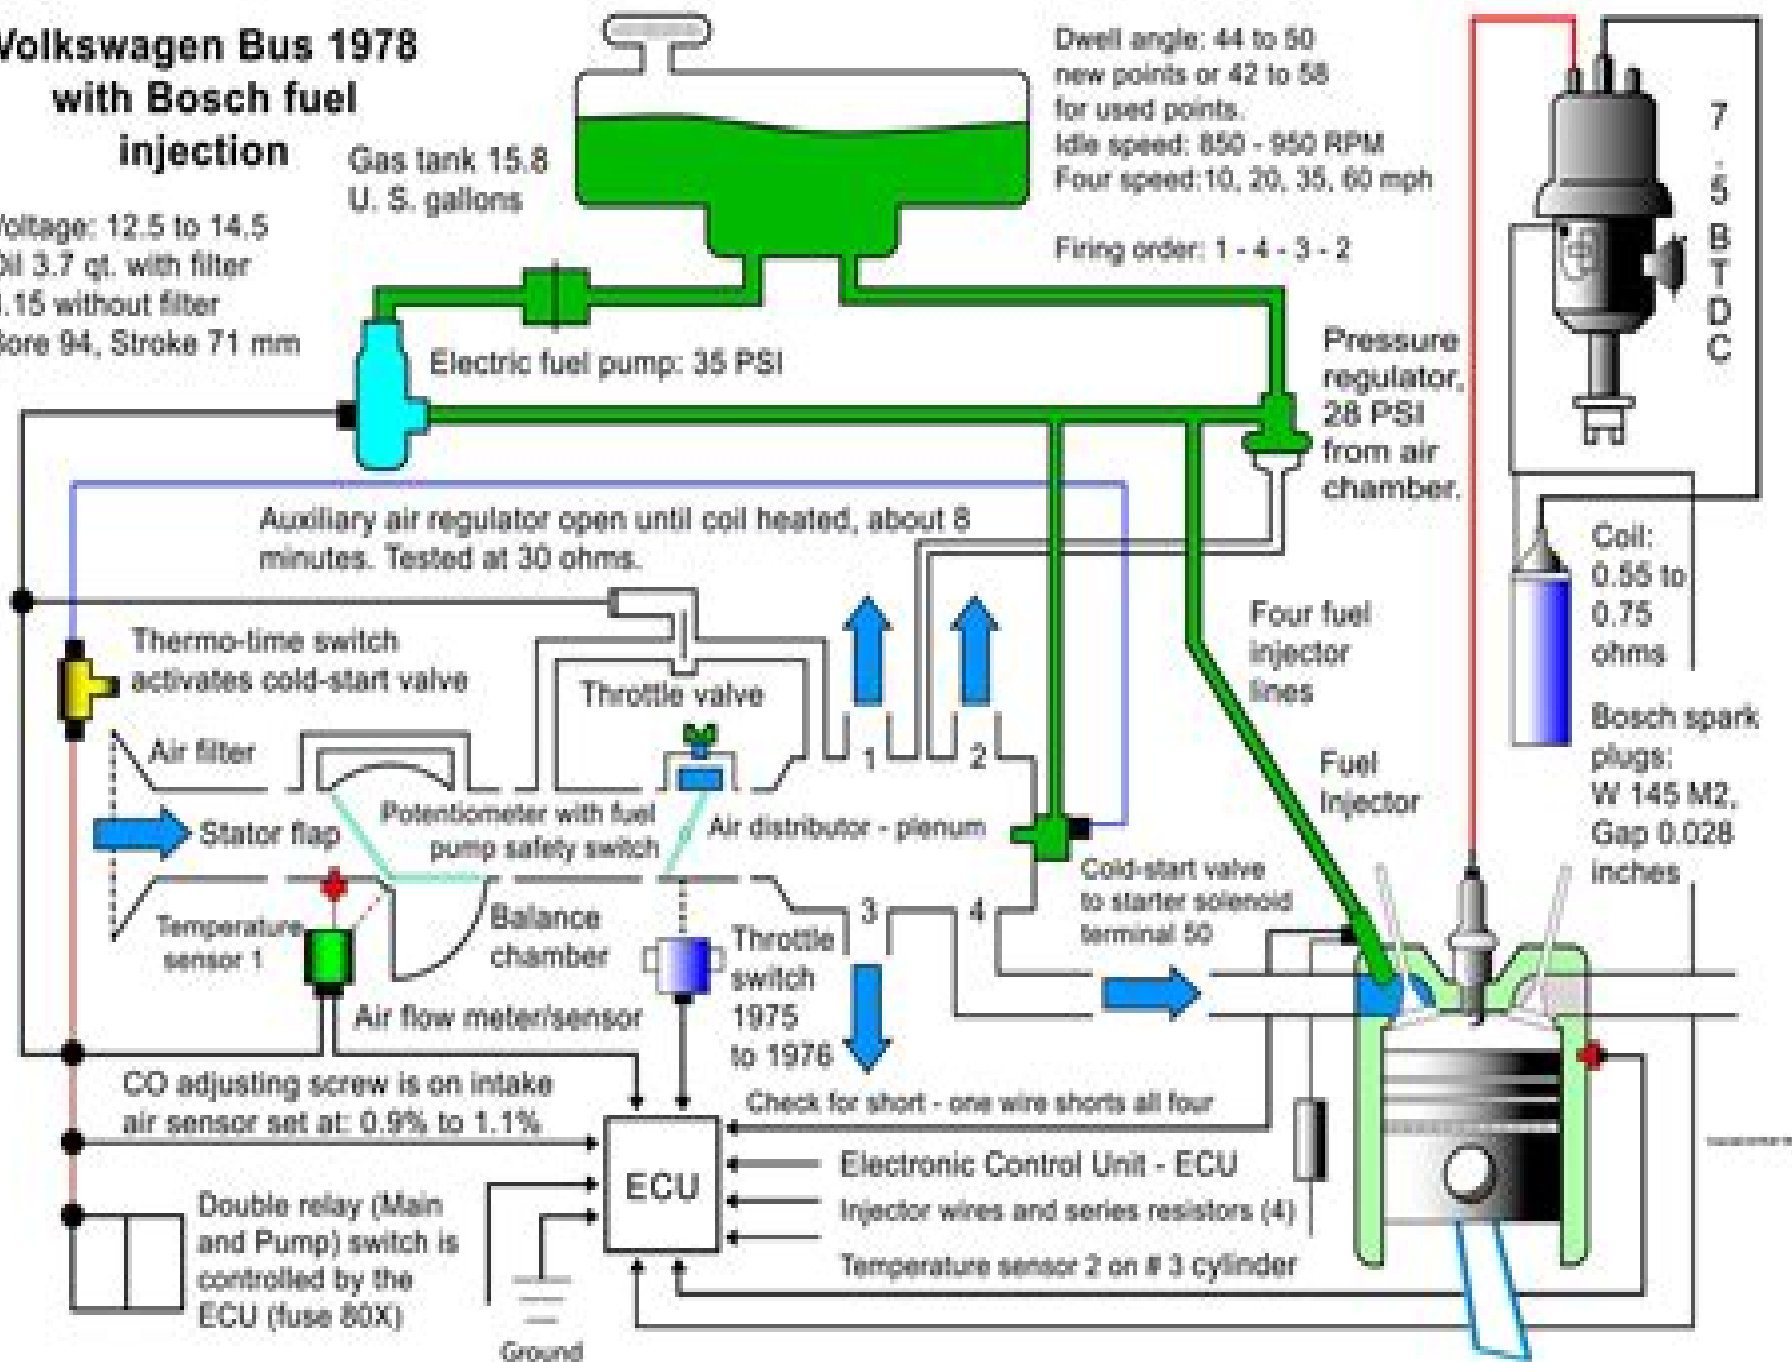 Volkswagen Bus 1978
with Bosch fuel
injection
Voltage: 12.5 to 14.5
Oil 3.7 qt. with filter
.15 without filter
Bore 94, Stroke 71 mm
Gas tank 15.8
U. S. gallons
Dwell angle: 44 to 50
new points or 42 to 58
for used points.
Idle speed: 850 - 950 RPM
Four speed:10, 20, 35, 60 mph
Firing order: 1 - 4 - 3 - 2
7
.
5
B
T
D
C
Electric fuel pump: 35 PSI
Pressure
regulator,
28 PSI
from air
chamber.
Auxiliary air regulator open until coil heated, about 8
minutes. Tested at 30 ohms.
Coil:
0.55 to
0.75
ohms
Four fuel
injector
lines
Thermo-time switch
activates cold-start valve
Throttle valve
Bosch spark
plugs:
W 145 M2,
Gap 0.028
inches
Air filter
1
2
Fuel
Injector
Stator flap
Potentiometer with fuel
pump safety switch
Air distributor - plenum
Cold-start valve
to starter solenoid
terminal 50
3
4
Temperature
sensor 1
Balance
chamber
Throttle
switch
1975
to 1976
Air flow meter/sensor
CO adjusting screw is on intake
air sensor set at: 0.9% to 1.1%
Check for short - one wire shorts all four
ECU
Electronic Control Unit - ECU
Injector wires and series resistors (4)
Temperature sensor 2 on # 3 cylinder
Double relay (Main
and Pump) switch is
controlled by the
ECU (fuse 80X)
Ground